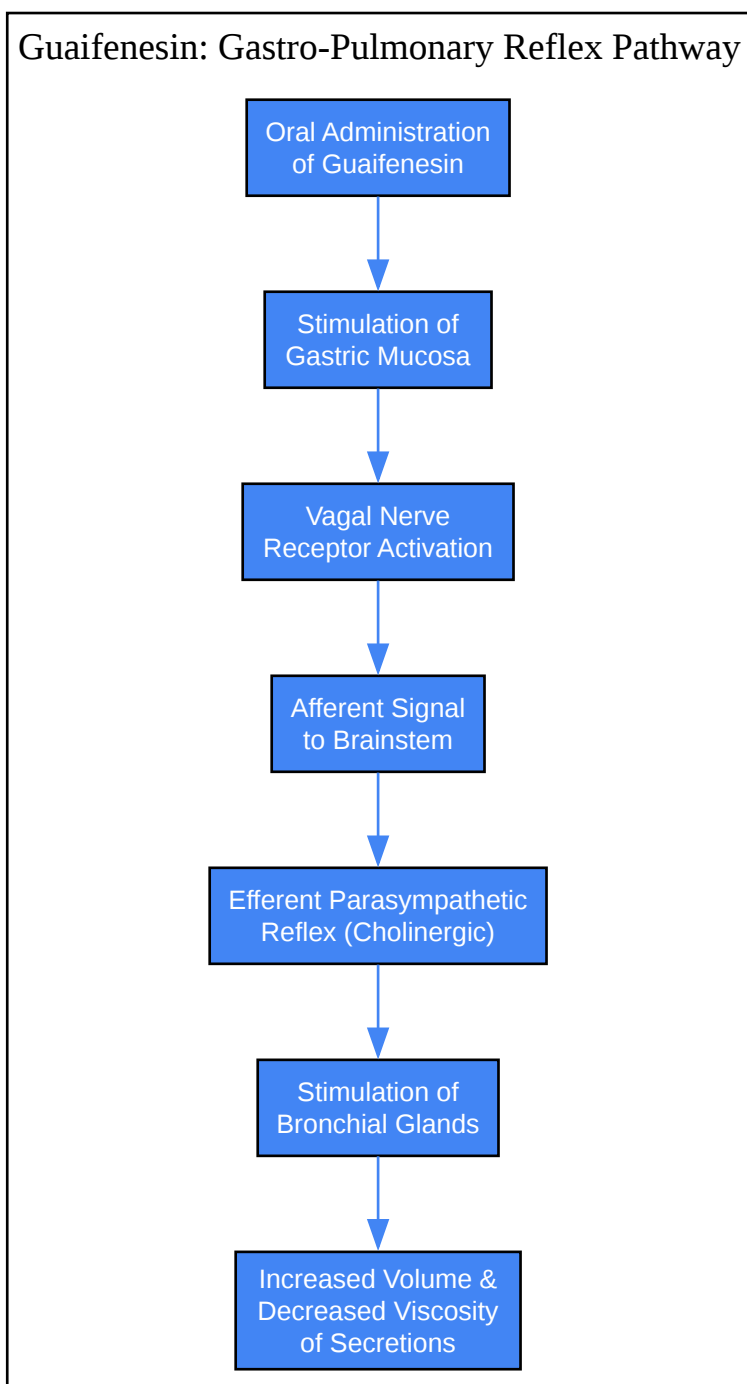 Guaifenesin: Gastro-Pulmonary Reflex Pathway
Oral Administration
of Guaifenesin
Stimulation of
Gastric Mucosa
Vagal Nerve
Receptor Activation
Afferent Signal
to Brainstem
Efferent Parasympathetic
Reflex (Cholinergic)
Stimulation of
Bronchial Glands
Increased Volume &
Decreased Viscosity
of Secretions